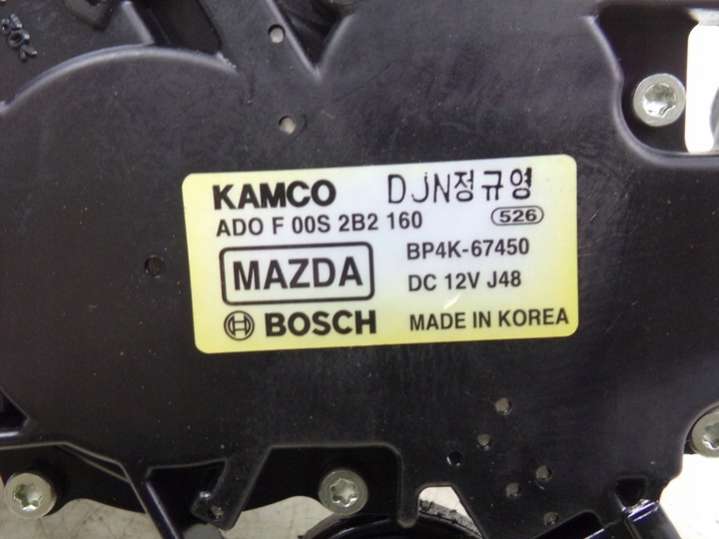 KAMCO DJN정규영
ADO F 00S 2B2 160 526
MAZDA BP4K-67450
DC 12V J48
BOSCH MADE IN KOREA